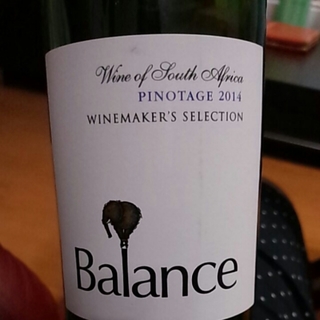 Wine of South Africa
PINOTAGE 2014
WINEMAKER'S SELECTION
Balance